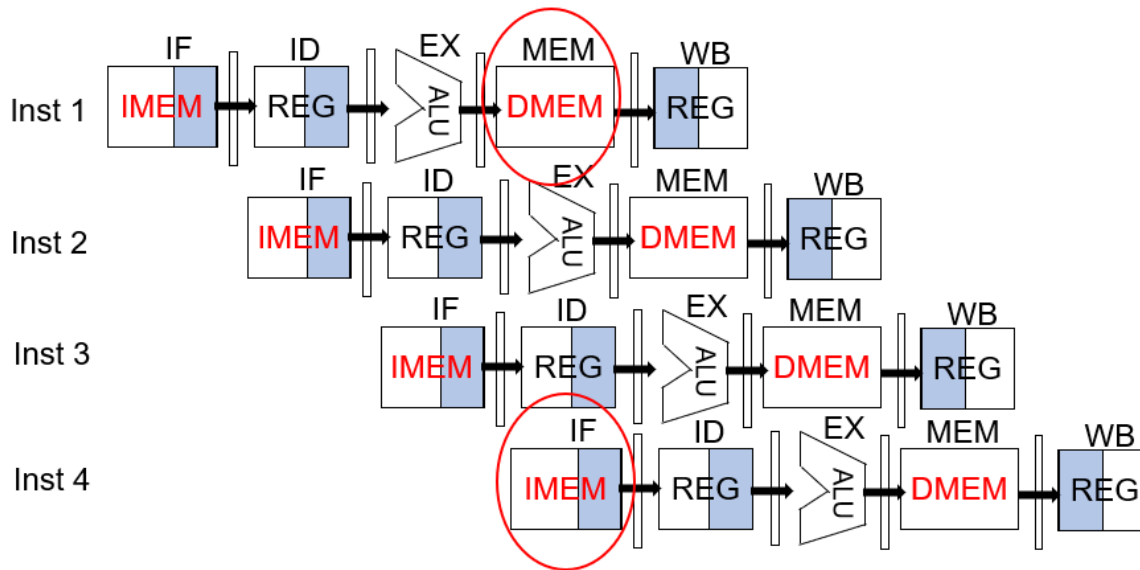 IF ID EX MEM WB
Inst 1 IMEM REG ALU DMEM REG
IF ID EX MEM WB
Inst 2 IMEM REG ALU DMEM REG
IF ID EX MEM WB
Inst 3 IMEM REG ALU DMEM REG
IF ID EX MEM WB
Inst 4 IMEM REG ALU DMEM REG